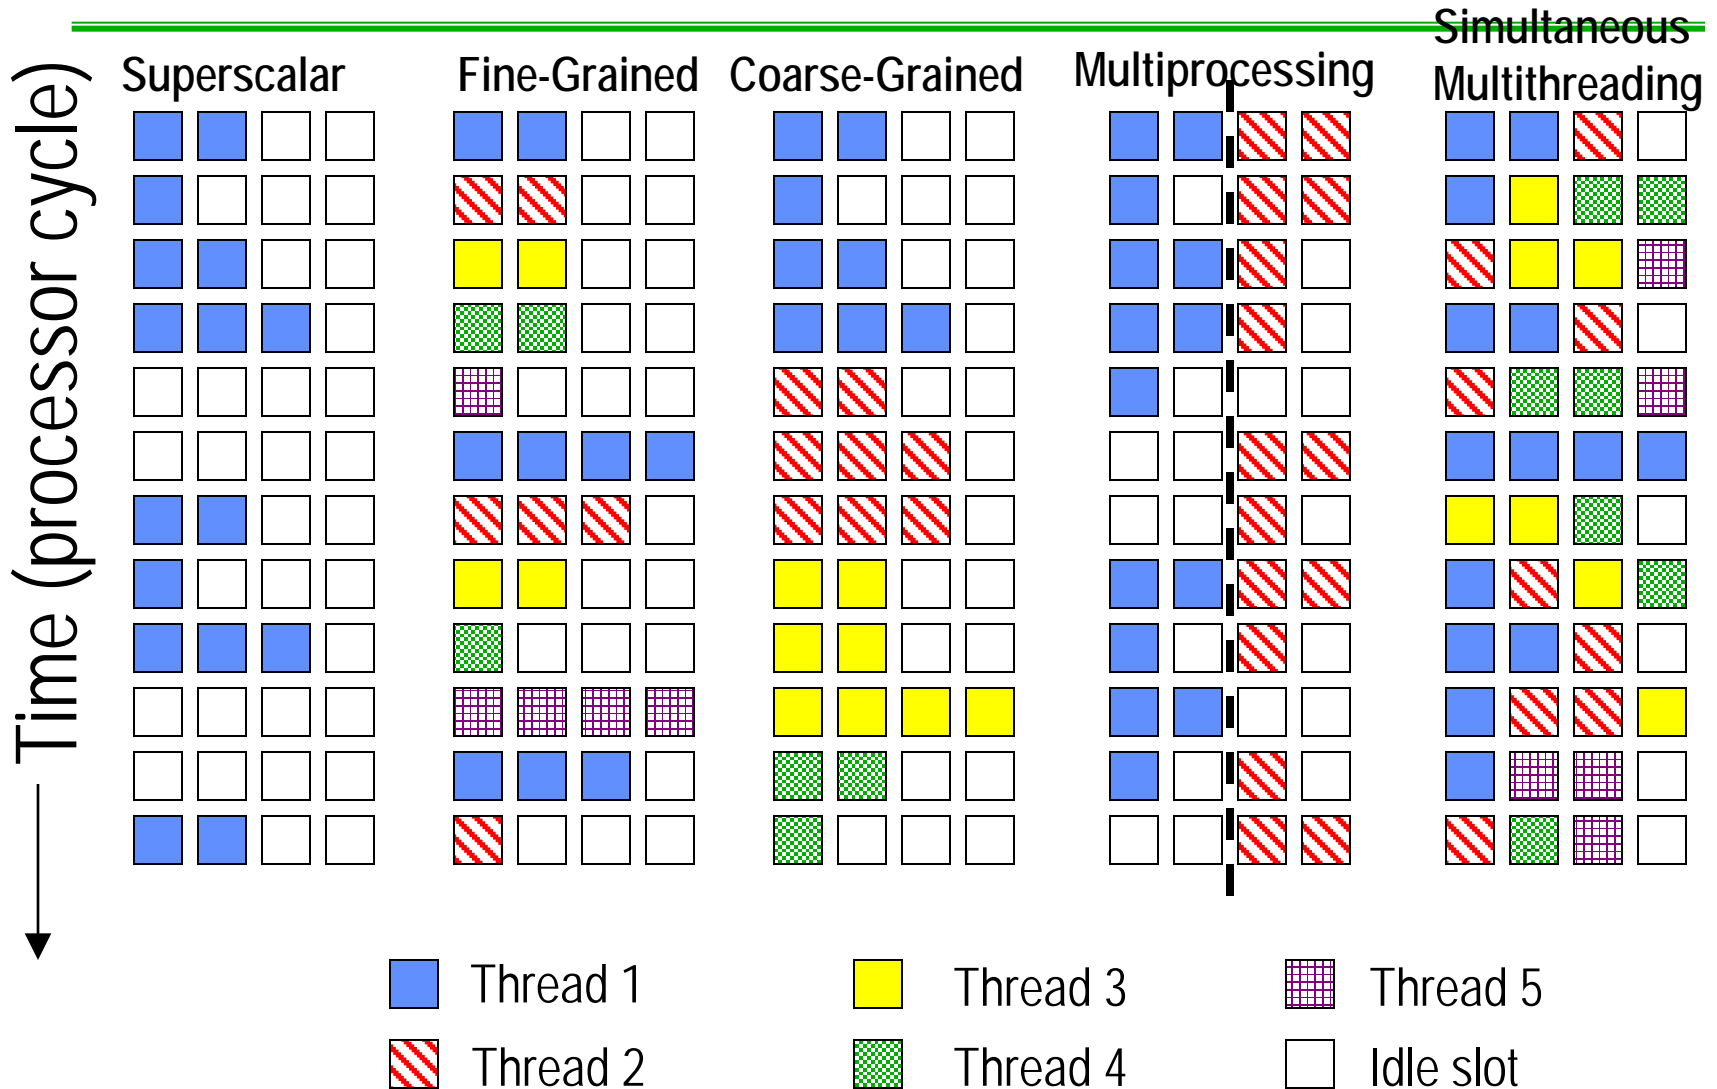 Simultaneous
Multithreading
Superscalar
Fine-Grained
Coarse-Grained
Multiprocessing
Time (processor cycle)
Thread 1
Thread 3
Thread 5
Thread 2
Thread 4
Idle slot